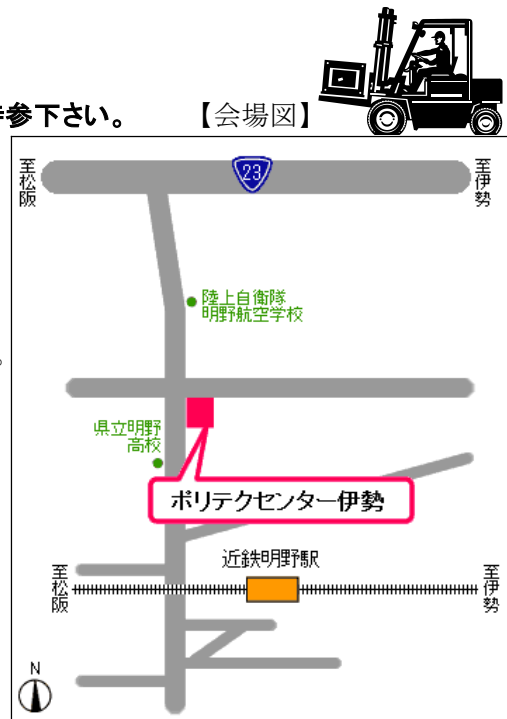 参下さい。
【会場図】
至松阪
23
至伊勢
陸上自衛隊
明野航空学校
。
県立明野
高校
ポリテクセンター伊勢
近鉄明野駅
至松阪
至伊勢
N